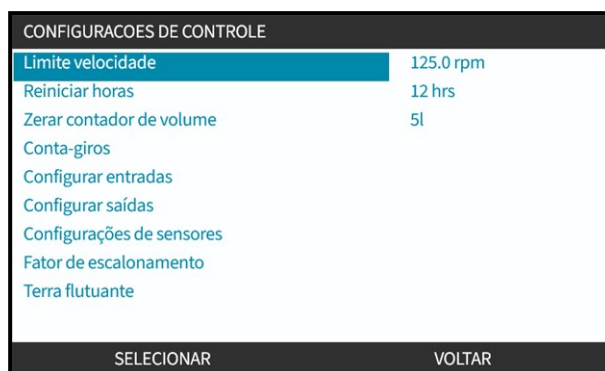 CONFIGURACOES DE CONTROLE
Limite velocidade 125.0 rpm
Reiniciar horas 12 hrs
Zerar contador de volume 5l
Conta-giros
Configurar entradas
Configurar saídas
Configurações de sensores
Fator de escalonamento
Terra flutuante
SELECIONAR VOLTAR